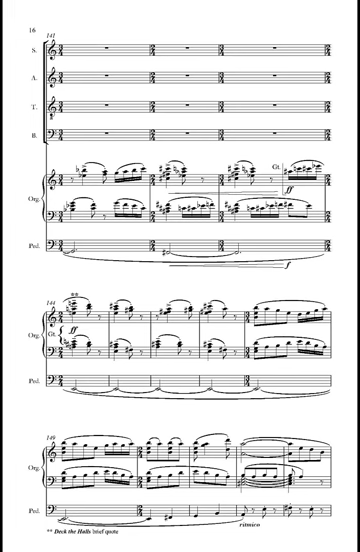 16
141
S.
A.
T.
B.
Gt.
ff
Org.
Ped.
f
144
**
Org.
Gt.
ff
Ped.
149
Org.
Ped.
** Deck the Halls brief quote
ritmico